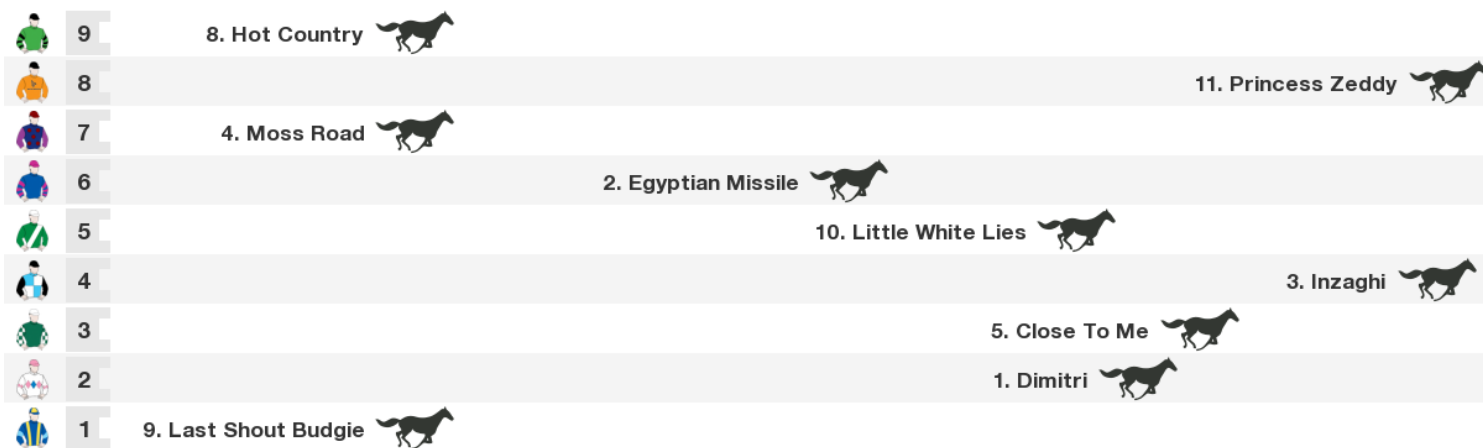 9 8. Hot Country
8 11. Princess Zeddy
7 4. Moss Road
6 2. Egyptian Missile
5 10. Little White Lies
4 3. Inzaghi
3 5. Close To Me
2 1. Dimitri
1 9. Last Shout Budgie